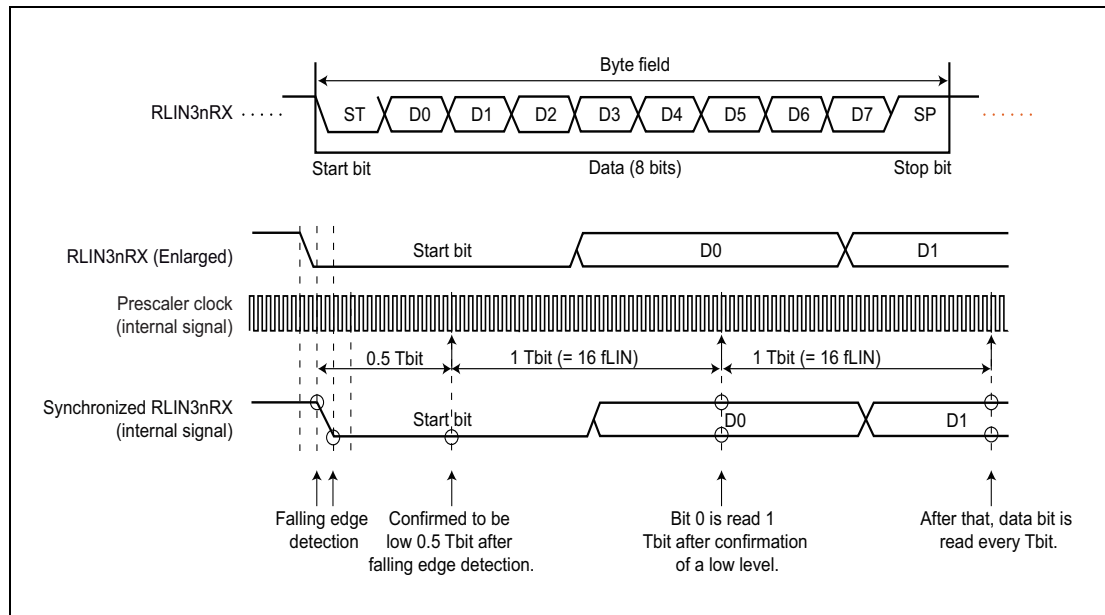 Byte field
RLIN3nRX
ST D0 D1 D2 D3 D4 D5 D6 D7 SP
Start bit Data (8 bits) Stop bit
RLIN3nRX (Enlarged)
Start bit D0 D1
Prescaler clock
(internal signal)
0.5 Tbit 1 Tbit (= 16 fLIN) 1 Tbit (= 16 fLIN)
Synchronized RLIN3nRX
(internal signal)
Start bit D0 D1
Falling edge
detection
Confirmed to be
low 0.5 Tbit after
falling edge detection.
Bit 0 is read 1
Tbit after confirmation
of a low level.
After that, data bit is
read every Tbit.